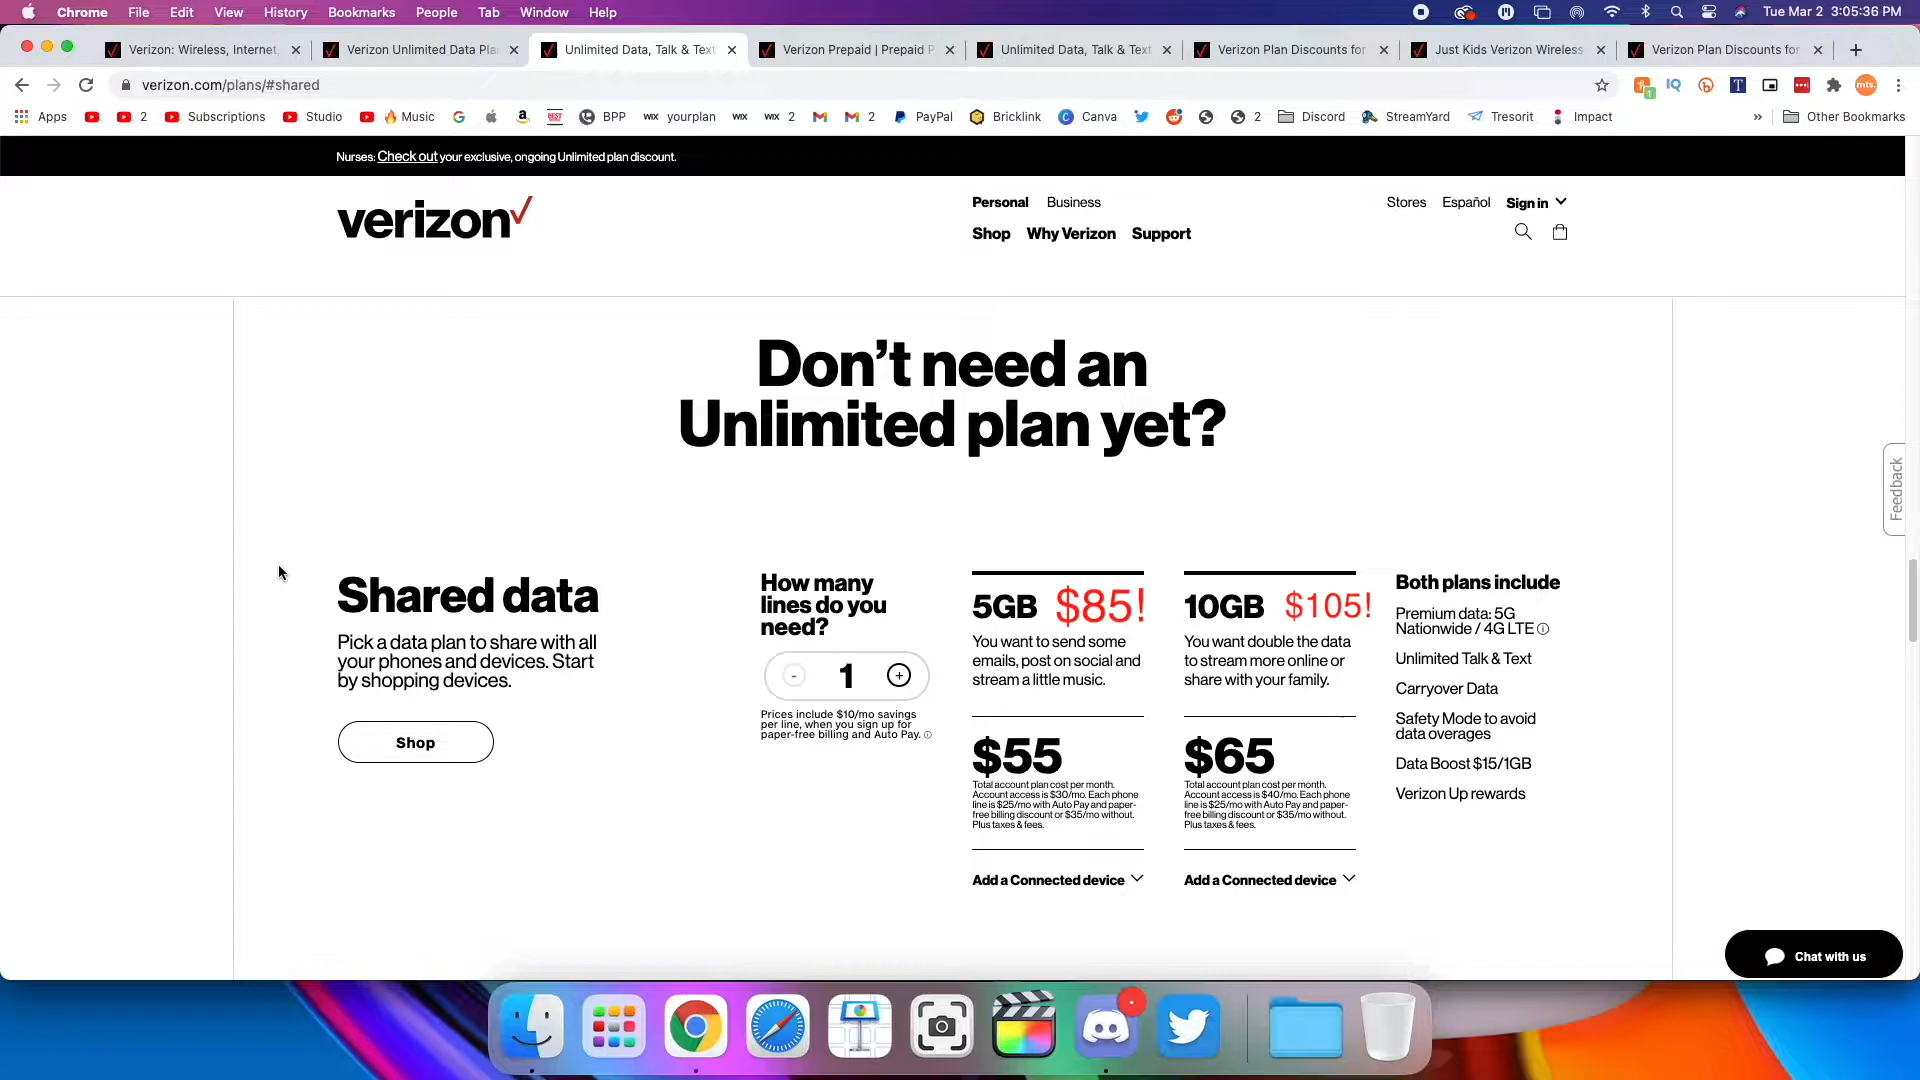 Chrome File Edit View History Bookmarks People Tab Window Help Tue Mar 2 3:05:36 PM
Verizon: Wireless, Internet, Verizon Unlimited Data Pla Unlimited Data, Talk & Text Verizon Prepaid | Prepaid P Unlimited Data, Talk & Text Verizon Plan Discounts for Just Kids Verizon Wireless Verizon Plan Discounts for
verizon.com/plans/#shared
Apps 2 Subscriptions Studio Music BPP WIX yourplan WIX WIX 2 2 PayPal Bricklink Canva 2 Discord StreamYard Tresorit Impact » Other Bookmarks
Nurses: Check out your exclusive, ongoing Unlimited plan discount.
verizon
Personal Business
Stores Español Sign in
Shop Why Verizon Support
Don't need an
Unlimited plan yet?
Feedback
Shared data
Pick a data plan to share with all
your phones and devices. Start
by shopping devices.
Shop
How many
lines do you
need?
- 1 +
Prices include $10/mo savings
per line, when you sign up for
paper-free billing and Auto Pay.
5GB $85!
You want to send some
emails, post on social and
stream a little music.
$55
Total account plan cost per month.
Account access is $30/mo. Each phone
line is $25/mo with Auto Pay and paper-
free billing discount or $35/mo without.
Plus taxes & fees.
Add a Connected device
10GB $105!
You want double the data
to stream more online or
share with your family.
$65
Total account plan cost per month.
Account access is $40/mo. Each phone
line is $25/mo with Auto Pay and paper-
free billing discount or $35/mo without.
Plus taxes & fees.
Add a Connected device
Both plans include
Premium data: 5G
Nationwide / 4G LTE
Unlimited Talk & Text
Carryover Data
Safety Mode to avoid
data overages
Data Boost $15/1GB
Verizon Up rewards
Chat with us